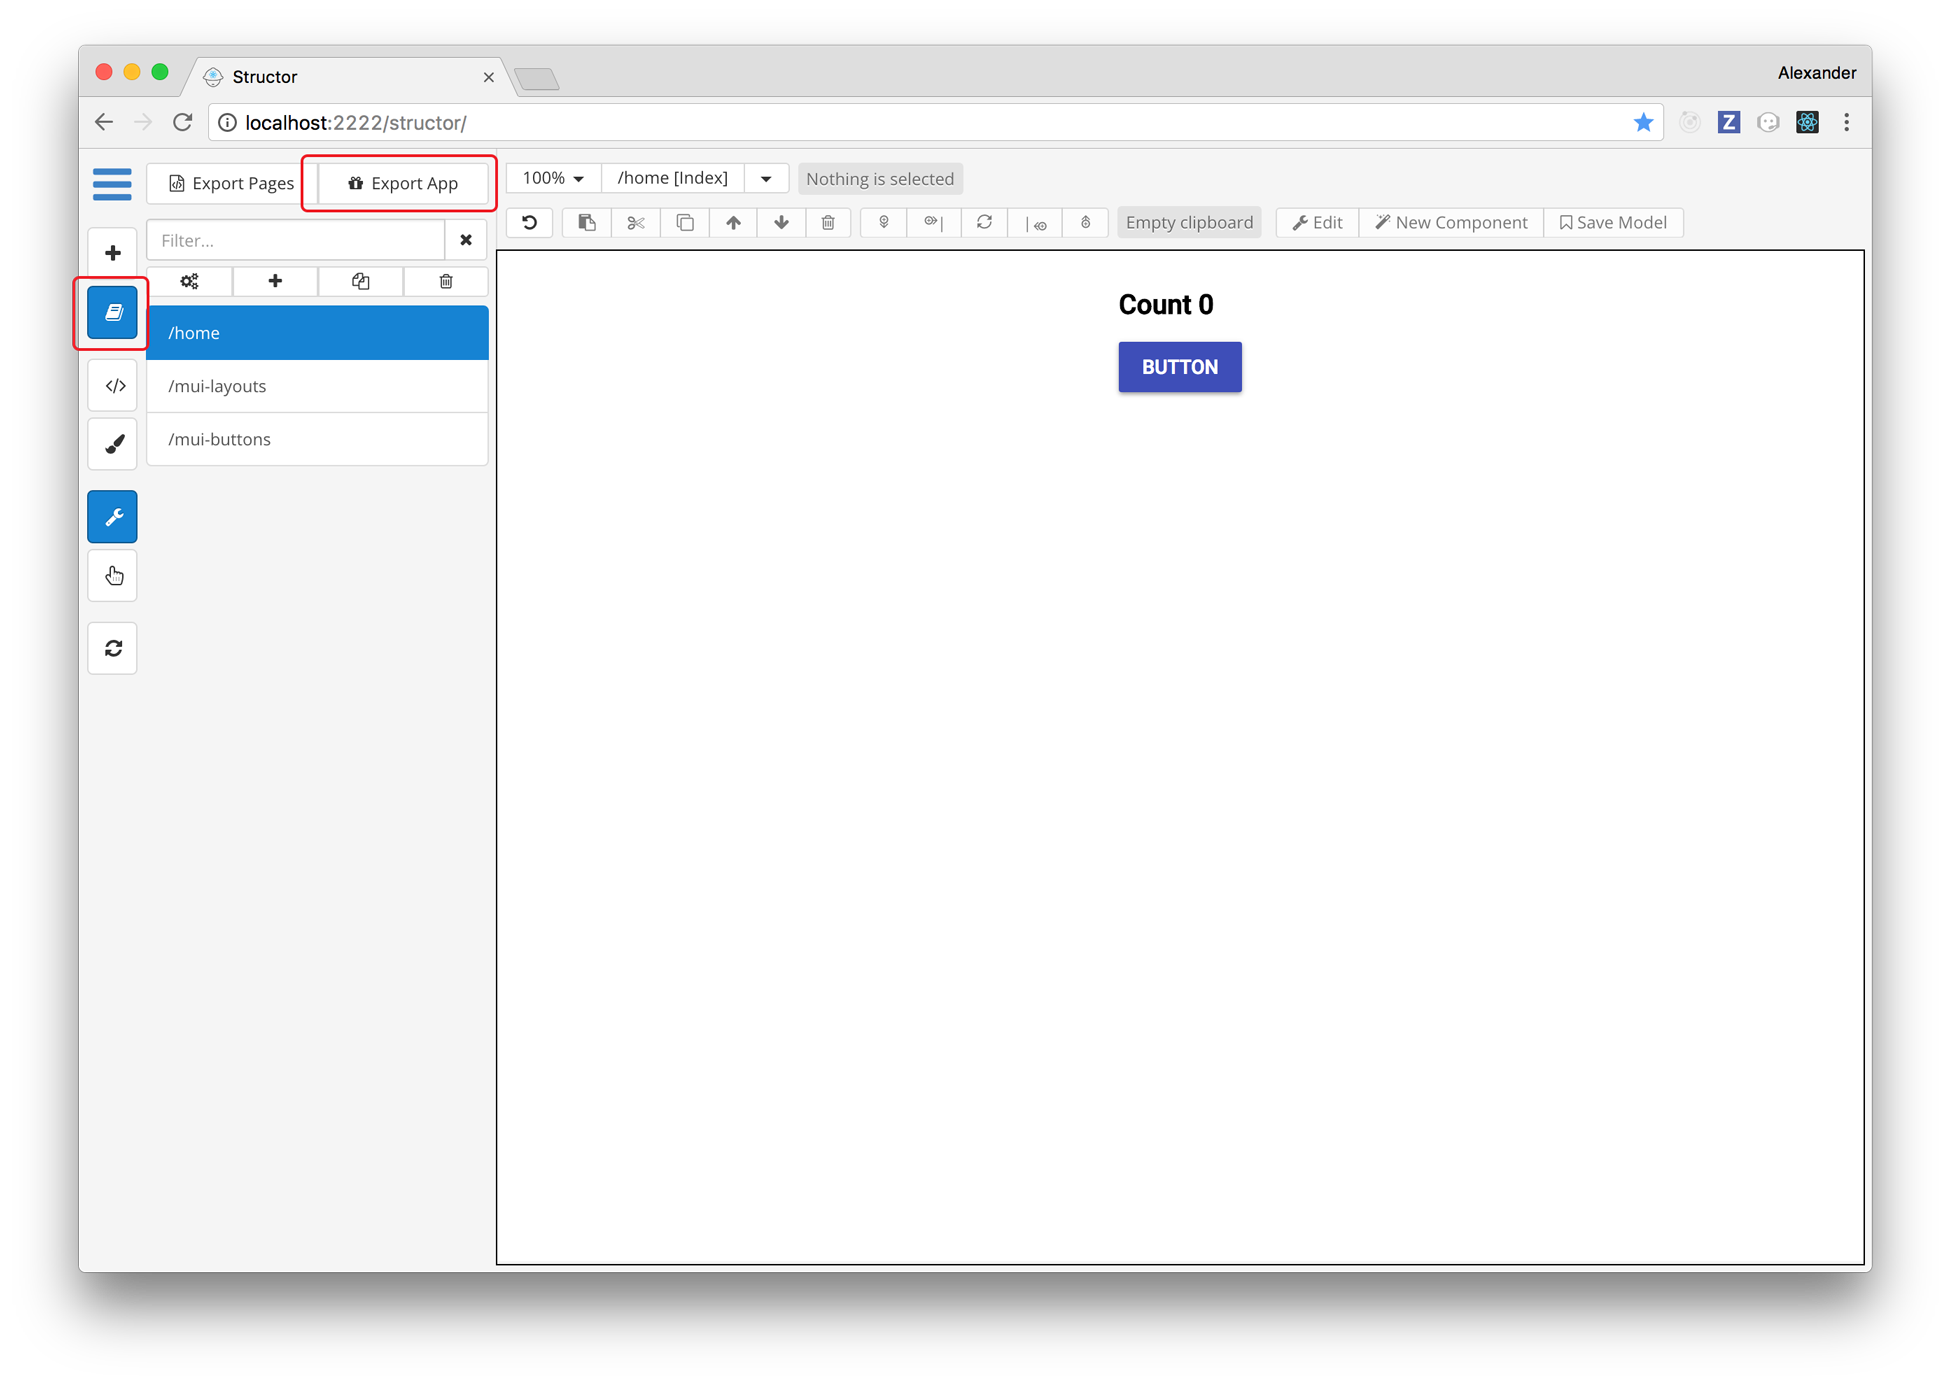 Structor
Alexander
localhost:2222/structor/
Export Pages
Export App
100%
/home [Index]
Nothing is selected
Filter...
Empty clipboard
Edit
New Component
Save Model
/home
/mui-layouts
/mui-buttons
Count 0
BUTTON
Z